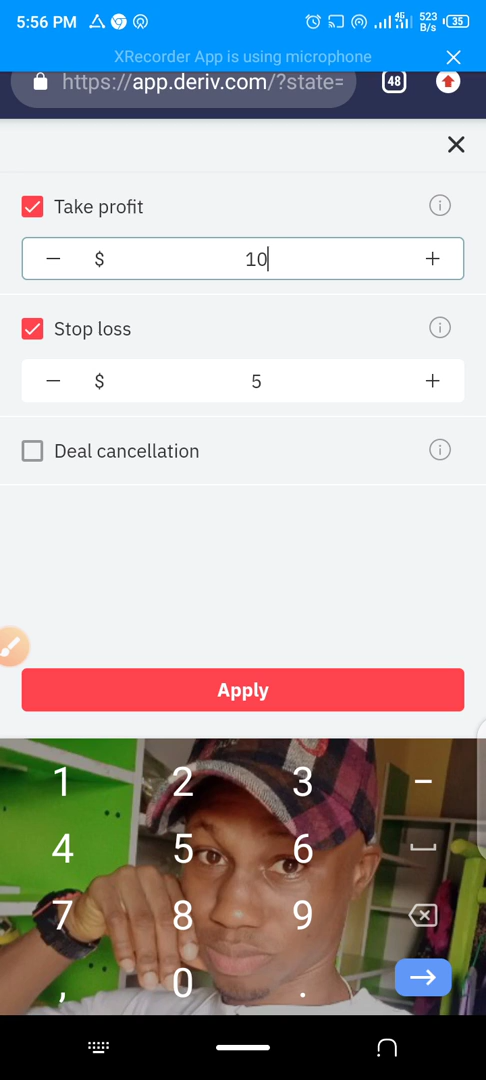 5:56 PM 4G 523 B/s 35
XRecorder App is using microphone
https://app.deriv.com/?state= 48
Take profit
− $ 10 +
Stop loss
− $ 5 +
Deal cancellation
Apply
1 2 3 −
4 5 6
7 8 9
, 0 .